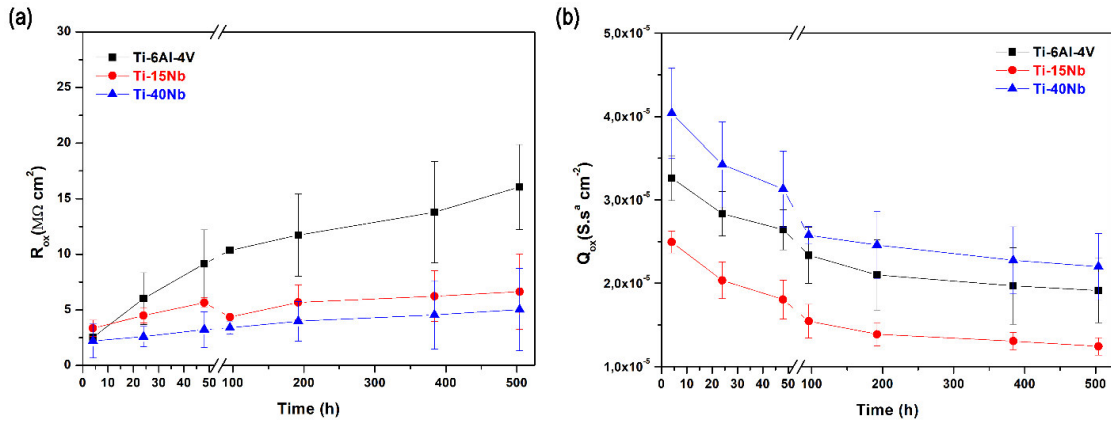 (a)
30
25
20
15
10
5
0
R_ox(MΩ cm²)
Ti-6Al-4V
Ti-15Nb
Ti-40Nb
0 10 20 30 40 50 100 200 300 400 500
Time (h)
(b)
5,0x10⁻⁵
4,0x10⁻⁵
3,0x10⁻⁵
2,0x10⁻⁵
1,0x10⁻⁵
Q_ox(S.sᵃ cm⁻²)
Ti-6Al-4V
Ti-15Nb
Ti-40Nb
0 10 20 30 40 50 100 200 300 400 500
Time (h)